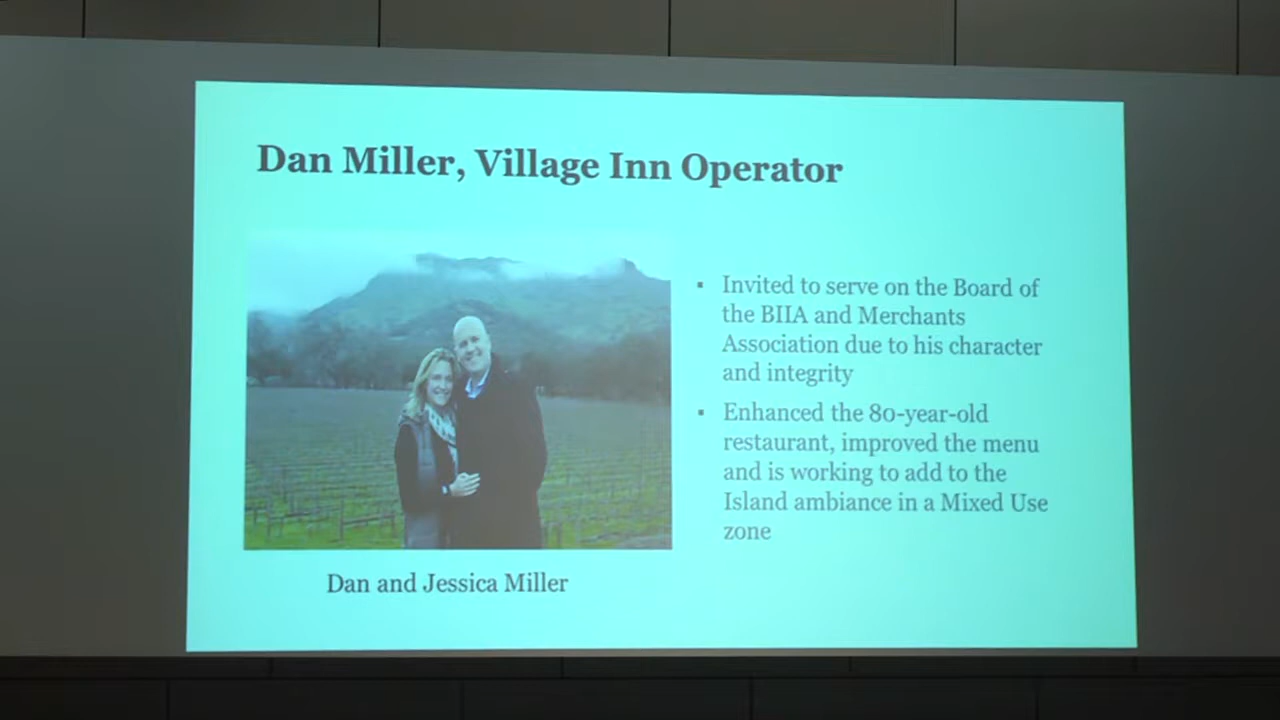 Dan Miller, Village Inn Operator
▪ Invited to serve on the Board of
the BIIA and Merchants
Association due to his character
and integrity
▪ Enhanced the 80-year-old
restaurant, improved the menu
and is working to add to the
Island ambiance in a Mixed Use
zone
Dan and Jessica Miller